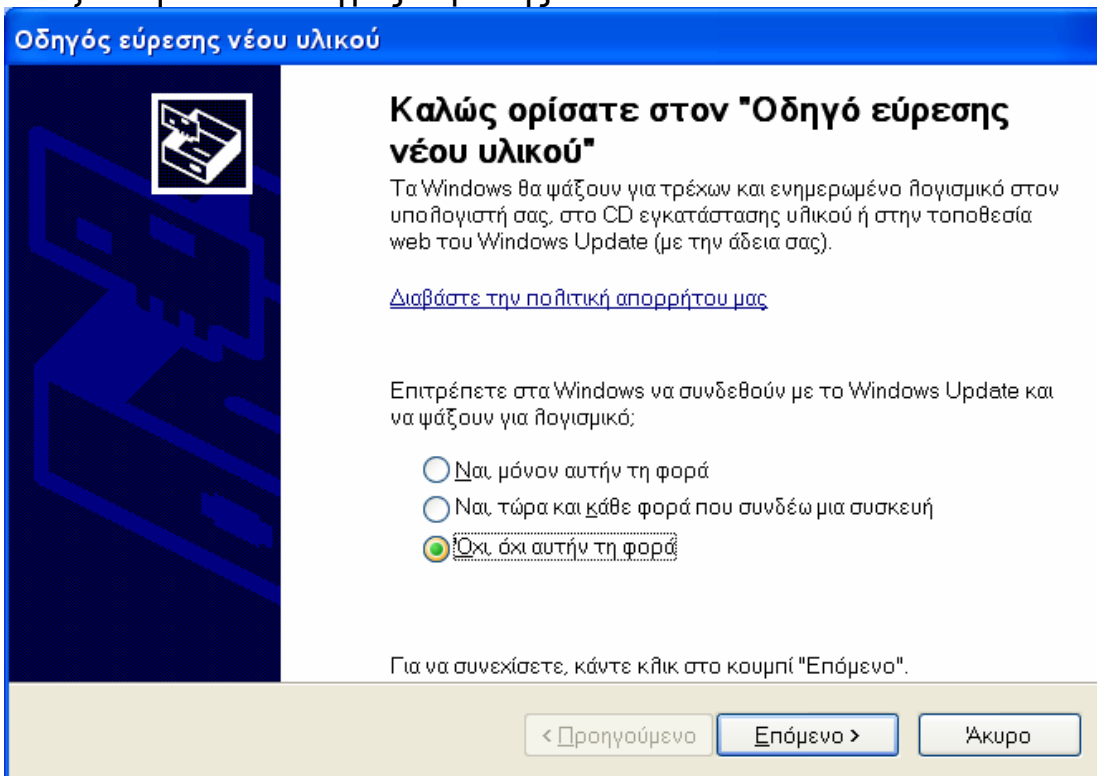 Οδηγός εύρεσης νέου υλικού
Καλώς ορίσατε στον "Οδηγό εύρεσης
νέου υλικού"
Τα Windows θα ψάξουν για τρέχων και ενημερωμένο λογισμικό στον
υπολογιστή σας, στο CD εγκατάστασης υλικού ή στην τοποθεσία
web του Windows Update (με την άδεια σας).
Διαβάστε την πολιτική απορρήτου μας
Επιτρέπετε στα Windows να συνδεθούν με το Windows Update και
να ψάξουν για λογισμικό;
Ναι, μόνον αυτήν τη φορά
Ναι, τώρα και κάθε φορά που συνδέω μια συσκευή
Όχι, όχι αυτήν τη φορά
Για να συνεχίσετε, κάντε κλικ στο κουμπί "Επόμενο".
< Προηγούμενο Επόμενο > Άκυρο